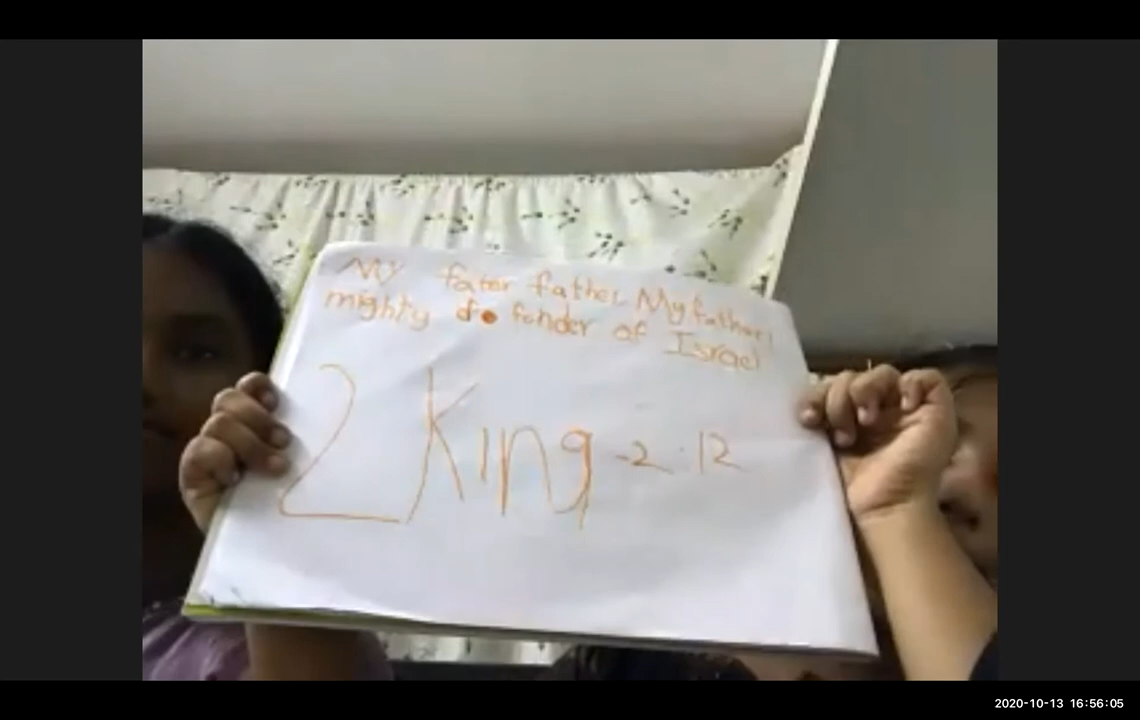 My fater father My father!
mighty de fender of Israel
2 King -2.12
2020-10-13 16:56:05